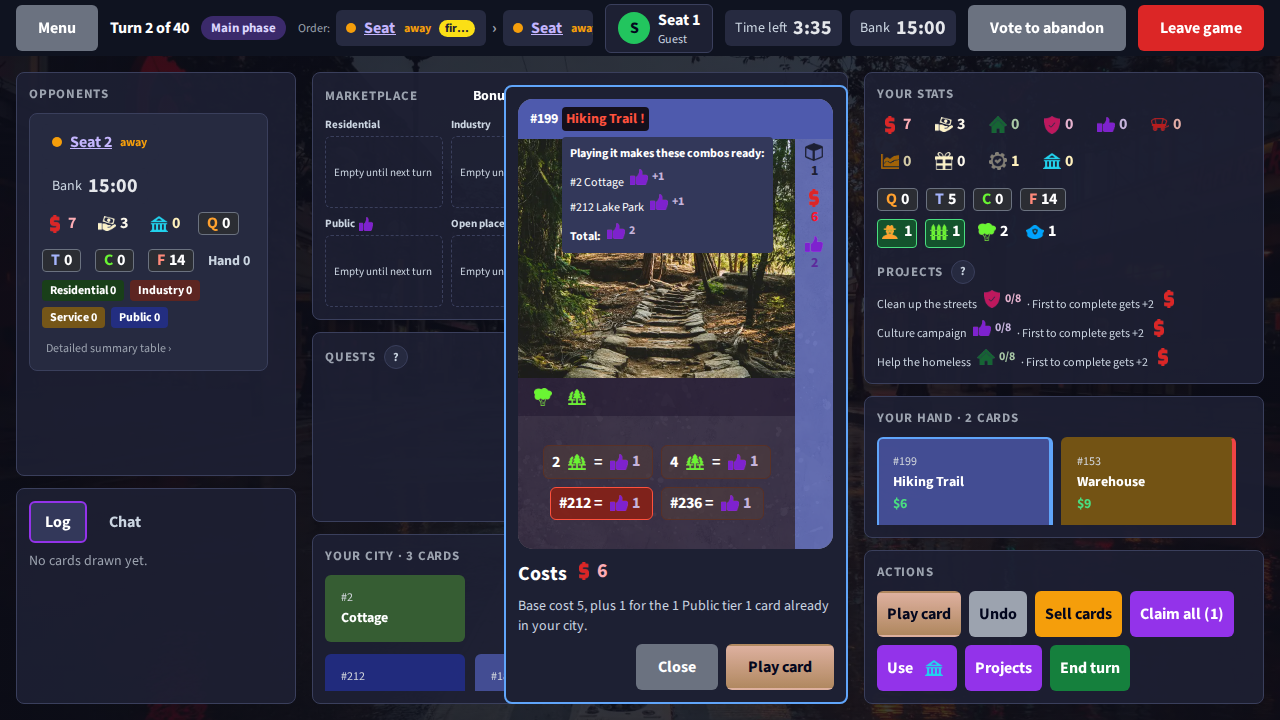 Menu
Turn 2 of 40
Main phase
Order:
Seat away fir...
›
Seat
S
Seat 1
Guest
Time left 3:35
Bank 15:00
Vote to abandon
Leave game
OPPONENTS
Seat 2 away
Bank 15:00
$ 7 3 0 Q 0
T 0 C 0 F 14 Hand 0
Residential 0 Industry 0
Service 0 Public 0
Detailed summary table ›
Log Chat
No cards drawn yet.
MARKETPLACE
Residential Industry
Empty until next turn
Public
Empty until next turn
QUESTS ?
YOUR CITY · 3 CARDS
#2
Cottage
#212
#199 Hiking Trail !
Playing it makes these combos ready:
#2 Cottage +1
#212 Lake Park +1
Total: 2
1
$
6
2
2 = 1
4 = 1
#212 = 1
#236 = 1
Costs $ 6
Base cost 5, plus 1 for the 1 Public tier 1 card already
in your city.
Close Play card
YOUR STATS
$ 7 3 0 0 0 0
0 0 1 0
Q 0 T 5 C 0 F 14
1 1 2 1
PROJECTS ?
Clean up the streets 0/8 · First to complete gets +2 $
Culture campaign 0/8 · First to complete gets +2 $
Help the homeless 0/8 · First to complete gets +2 $
YOUR HAND · 2 CARDS
#199
Hiking Trail
$6
#153
Warehouse
$9
ACTIONS
Play card Undo Sell cards Claim all (1)
Use Projects End turn